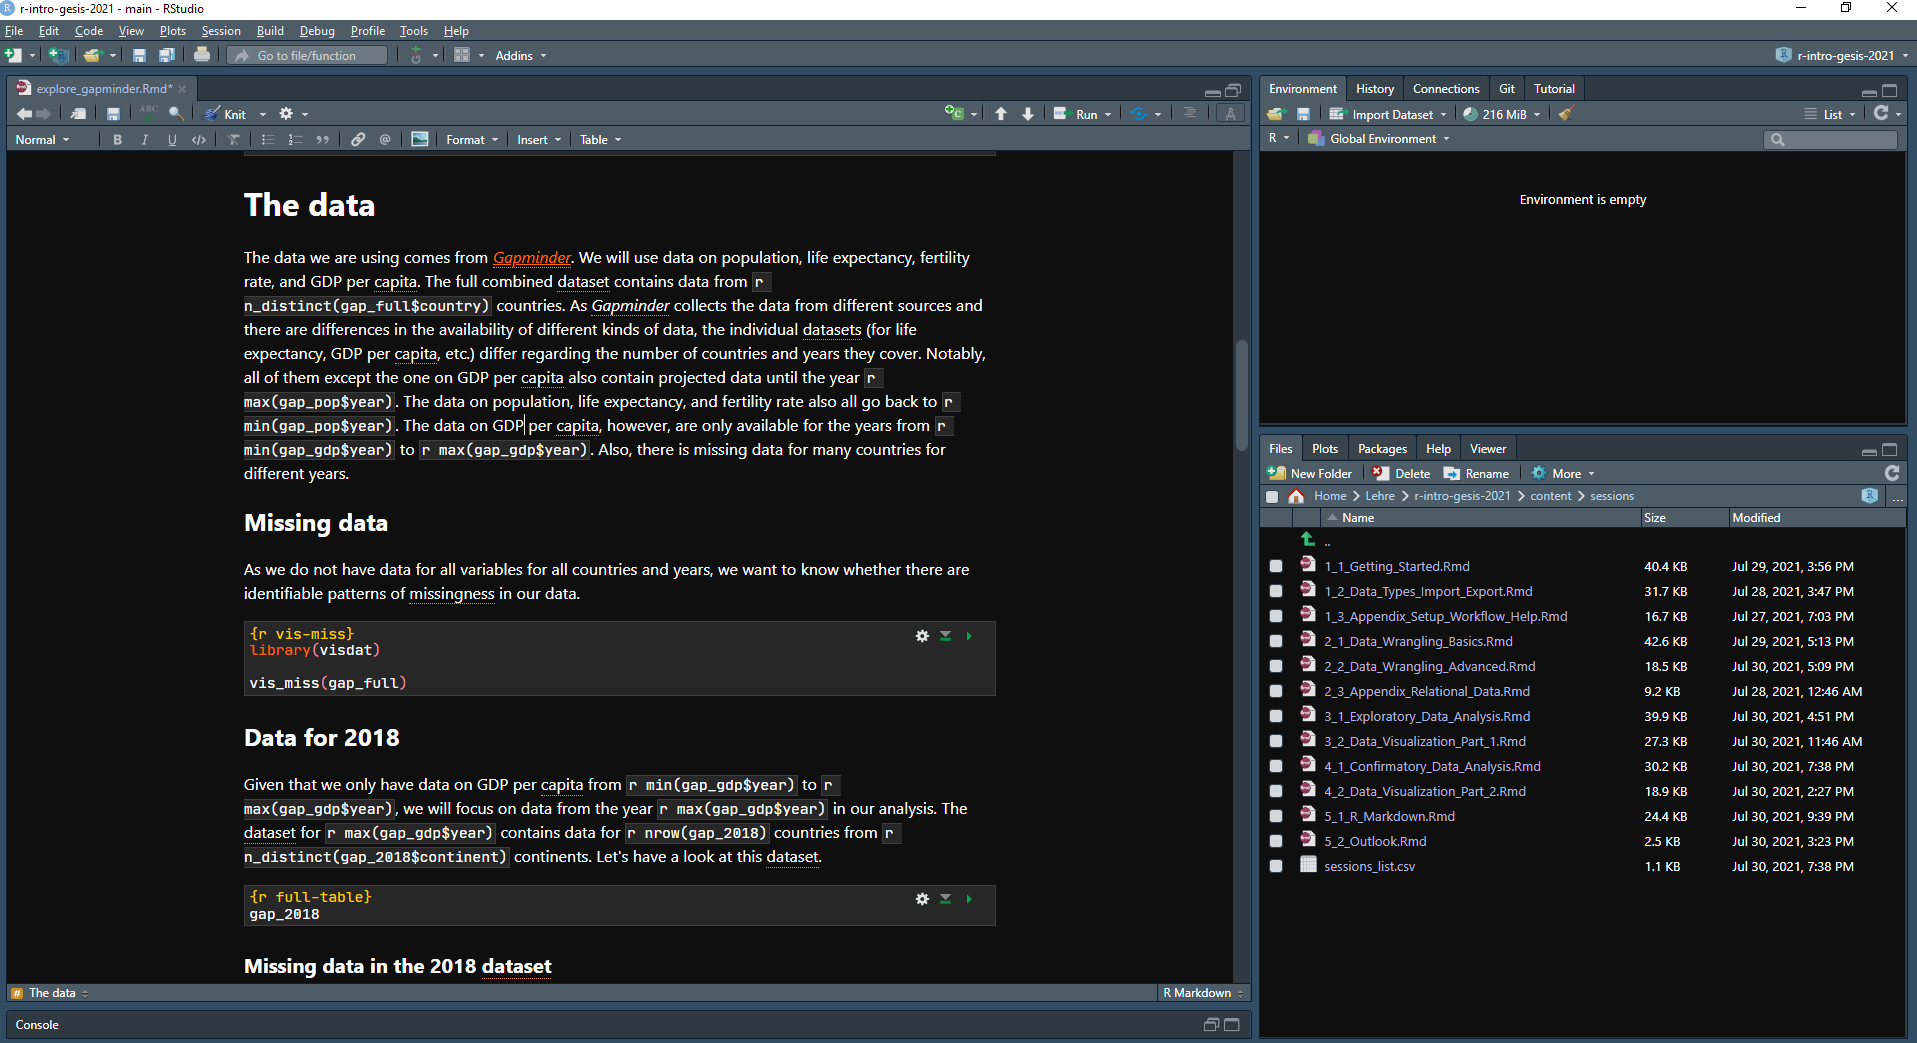 r-intro-gesis-2021 - main - RStudio
File Edit Code View Plots Session Build Debug Profile Tools Help
Go to file/function Addins r-intro-gesis-2021
explore_gapminder.Rmd*
ABC Knit Run
Normal B I U </> Format Insert Table
The data
The data we are using comes from Gapminder. We will use data on population, life expectancy, fertility
rate, and GDP per capita. The full combined dataset contains data from r
n_distinct(gap_full$country) countries. As Gapminder collects the data from different sources and
there are differences in the availability of different kinds of data, the individual datasets (for life
expectancy, GDP per capita, etc.) differ regarding the number of countries and years they cover. Notably,
all of them except the one on GDP per capita also contain projected data until the year r
max(gap_pop$year). The data on population, life expectancy, and fertility rate also all go back to r
min(gap_pop$year). The data on GDP per capita, however, are only available for the years from r
min(gap_gdp$year) to r max(gap_gdp$year). Also, there is missing data for many countries for
different years.
Missing data
As we do not have data for all variables for all countries and years, we want to know whether there are
identifiable patterns of missingness in our data.
{r vis-miss}
library(visdat)
vis_miss(gap_full)
Data for 2018
Given that we only have data on GDP per capita from r min(gap_gdp$year) to r
max(gap_gdp$year), we will focus on data from the year r max(gap_gdp$year) in our analysis. The
dataset for r max(gap_gdp$year) contains data for r nrow(gap_2018) countries from r
n_distinct(gap_2018$continent) continents. Let's have a look at this dataset.
{r full-table}
gap_2018
Missing data in the 2018 dataset
# The data R Markdown
Console
Environment History Connections Git Tutorial
Import Dataset 216 MiB List
R Global Environment
Environment is empty
Files Plots Packages Help Viewer
New Folder Delete Rename More
Home > Lehre > r-intro-gesis-2021 > content > sessions ...
Name Size Modified
..
1_1_Getting_Started.Rmd 40.4 KB Jul 29, 2021, 3:56 PM
1_2_Data_Types_Import_Export.Rmd 31.7 KB Jul 28, 2021, 3:47 PM
1_3_Appendix_Setup_Workflow_Help.Rmd 16.7 KB Jul 27, 2021, 7:03 PM
2_1_Data_Wrangling_Basics.Rmd 42.6 KB Jul 29, 2021, 5:13 PM
2_2_Data_Wrangling_Advanced.Rmd 18.5 KB Jul 30, 2021, 5:09 PM
2_3_Appendix_Relational_Data.Rmd 9.2 KB Jul 28, 2021, 12:46 AM
3_1_Exploratory_Data_Analysis.Rmd 39.9 KB Jul 30, 2021, 4:51 PM
3_2_Data_Visualization_Part_1.Rmd 27.3 KB Jul 30, 2021, 11:46 AM
4_1_Confirmatory_Data_Analysis.Rmd 30.2 KB Jul 30, 2021, 7:38 PM
4_2_Data_Visualization_Part_2.Rmd 18.9 KB Jul 30, 2021, 2:27 PM
5_1_R_Markdown.Rmd 24.4 KB Jul 30, 2021, 9:39 PM
5_2_Outlook.Rmd 2.5 KB Jul 30, 2021, 3:23 PM
sessions_list.csv 1.1 KB Jul 30, 2021, 7:38 PM